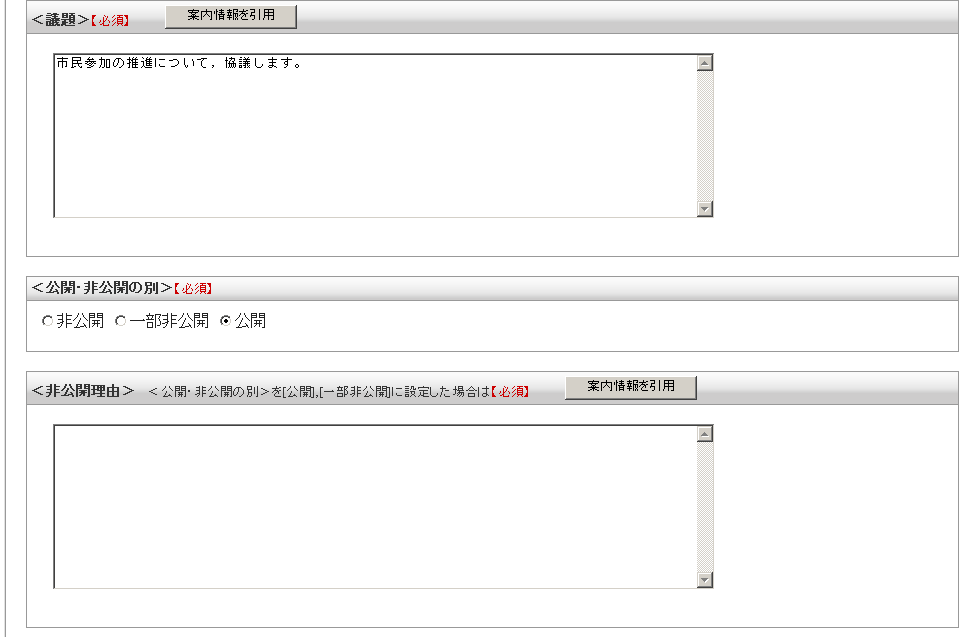 ＜議題＞【必須】 案内情報を引用
市民参加の推進について，協議します。
＜公開・非公開の別＞【必須】
非公開 一部非公開 公開
＜非公開理由＞ ＜公開・非公開の別＞を[公開],[一部非公開]に設定した場合は【必須】 案内情報を引用